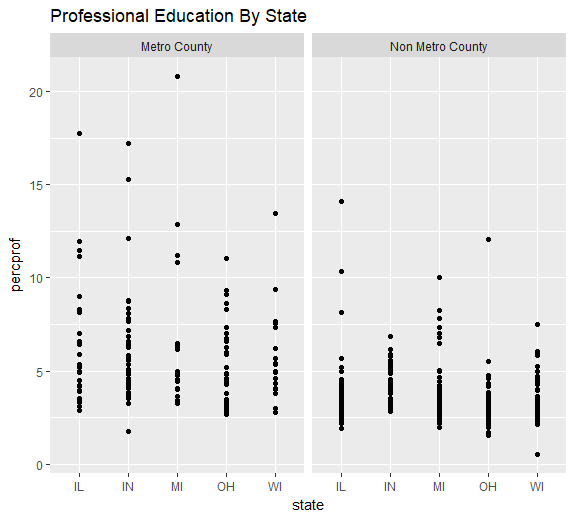 Professional Education By State
Metro County
Non Metro County
percprof
20
15
10
5
0
IL IN MI OH WI
IL IN MI OH WI
state